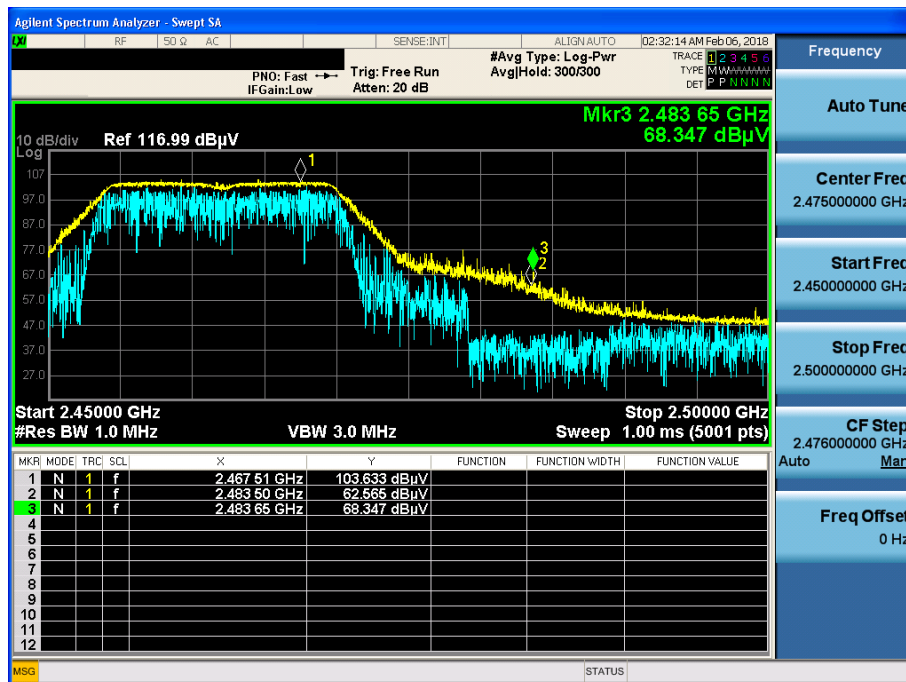 Agilent Spectrum Analyzer - Swept SA
LXI RF 50 Ω AC SENSE:INT ALIGN AUTO 02:32:14 AM Feb 06, 2018
PNO: Fast
IFGain:Low
Trig: Free Run
Atten: 20 dB
#Avg Type: Log-Pwr
Avg|Hold: 300/300
TRACE 1 2 3 4 5 6
TYPE
DET P P N N N N
Mkr3 2.483 65 GHz
68.347 dBµV
10 dB/div Ref 116.99 dBµV
Log
107
97.0
87.0
77.0
67.0
57.0
47.0
37.0
27.0
1
3
2
Start 2.45000 GHz Stop 2.50000 GHz
#Res BW 1.0 MHz VBW 3.0 MHz Sweep 1.00 ms (5001 pts)
MKR MODE TRC SCL X Y FUNCTION FUNCTION WIDTH FUNCTION VALUE
1 N 1 f 2.467 51 GHz 103.633 dBµV
2 N 1 f 2.483 50 GHz 62.565 dBµV
3 N 1 f 2.483 65 GHz 68.347 dBµV
4
5
6
7
8
9
10
11
12
MSG STATUS
Frequency
Auto Tune
Center Freq
2.475000000 GHz
Start Freq
2.450000000 GHz
Stop Freq
2.500000000 GHz
CF Step
2.476000000 GHz
Auto Man
Freq Offset
0 Hz